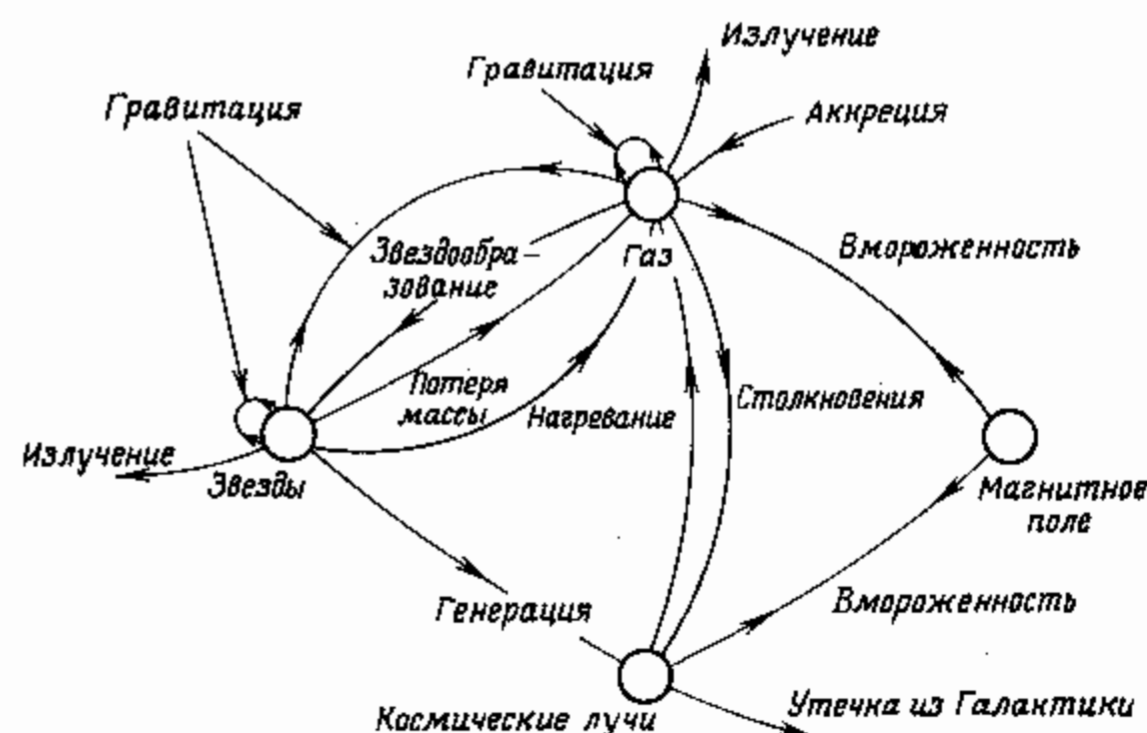 Излучение
Гравитация
Гравитация
Аккреция
Звездообра-
зование
Газ
Вмороженность
Потеря
массы
Нагревание
Столкновения
Излучение
Звезды
Магнитное
поле
Генерация
Вмороженность
Космические лучи
Утечка из Галактики